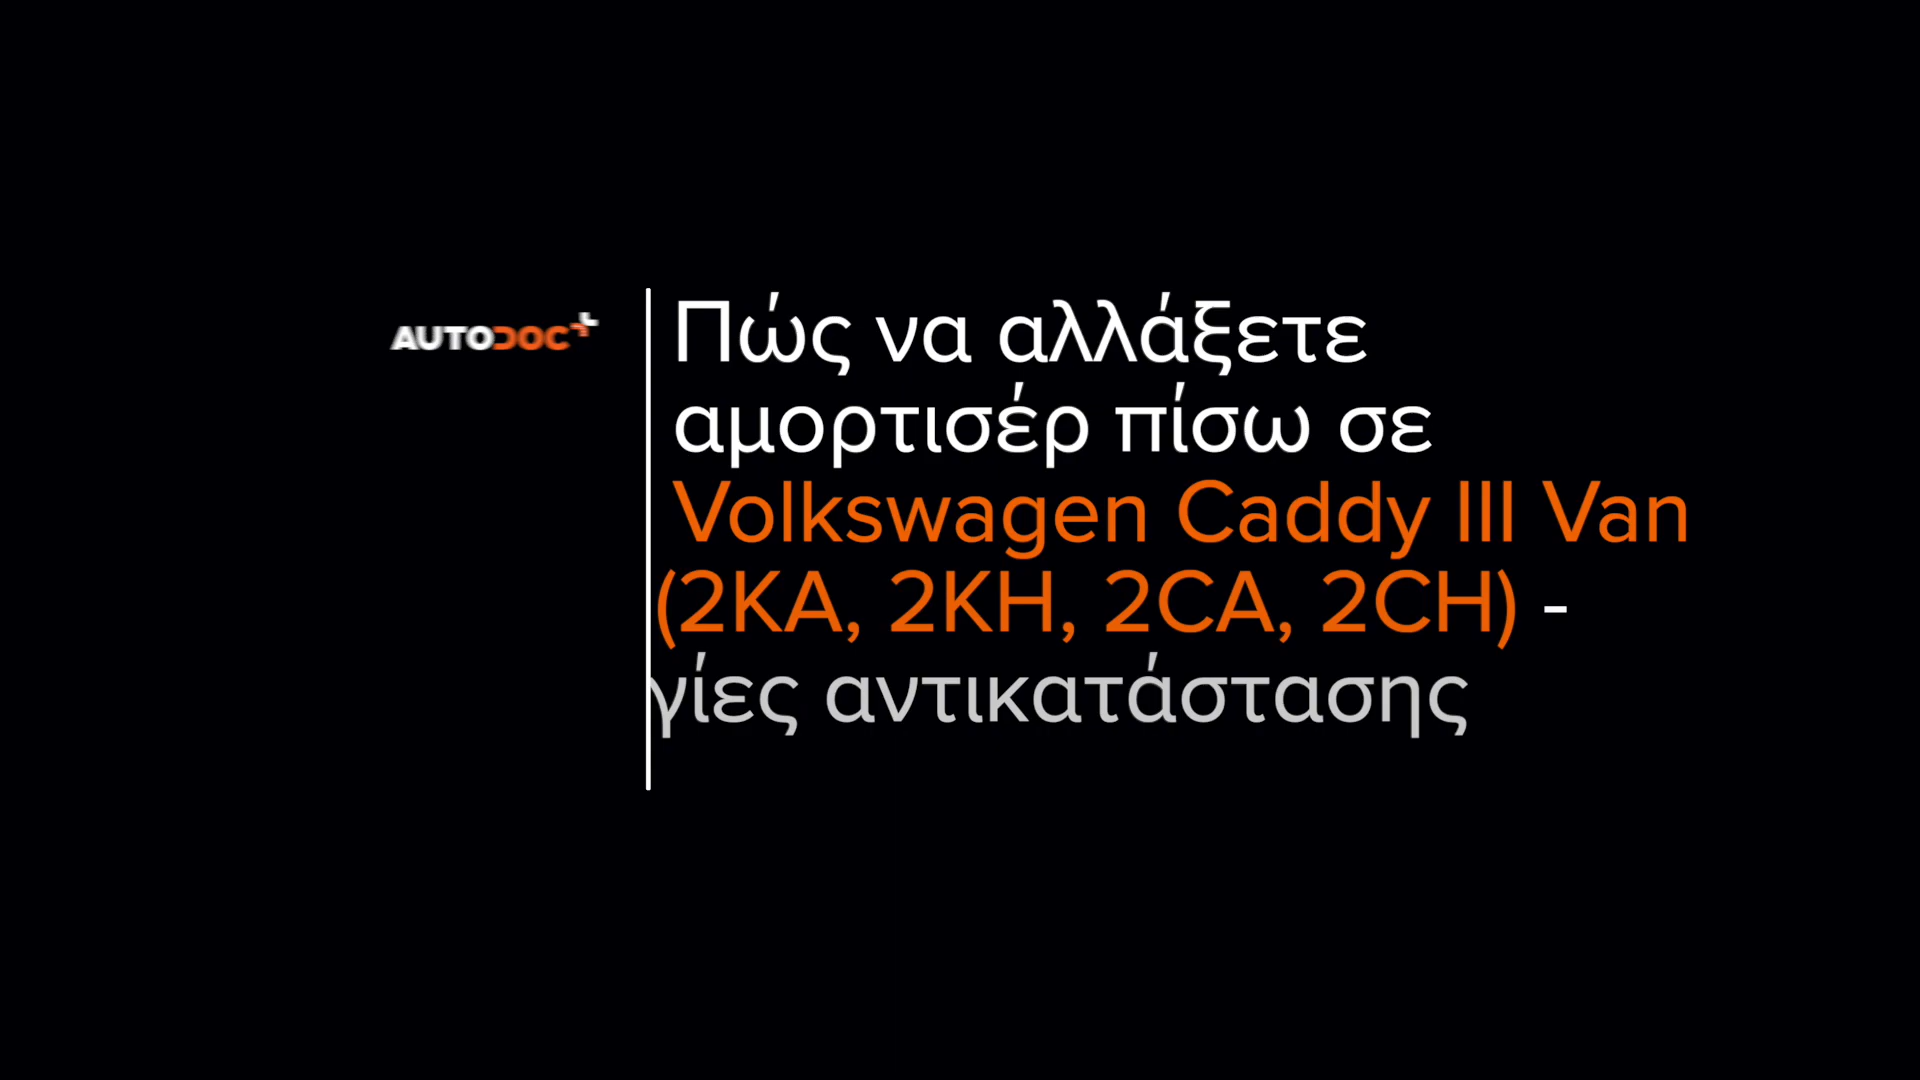 AUTODOC
Πώς να αλλάξετε
αμορτισέρ πίσω σε
Volkswagen Caddy III Van
(2KA, 2KH, 2CA, 2CH) -
γίες αντικατάστασης